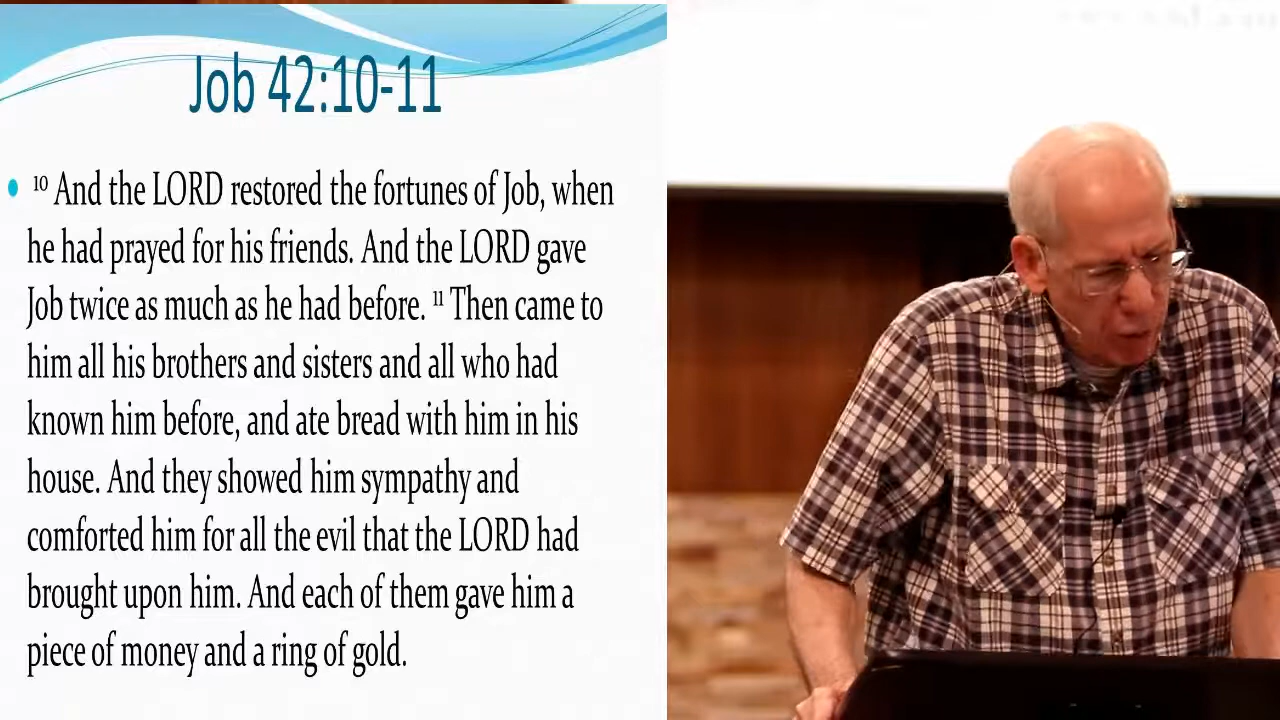 Job 42:10-11
• ¹⁰ And the LORD restored the fortunes of Job, when
he had prayed for his friends. And the LORD gave
Job twice as much as he had before. ¹¹ Then came to
him all his brothers and sisters and all who had
known him before, and ate bread with him in his
house. And they showed him sympathy and
comforted him for all the evil that the LORD had
brought upon him. And each of them gave him a
piece of money and a ring of gold.